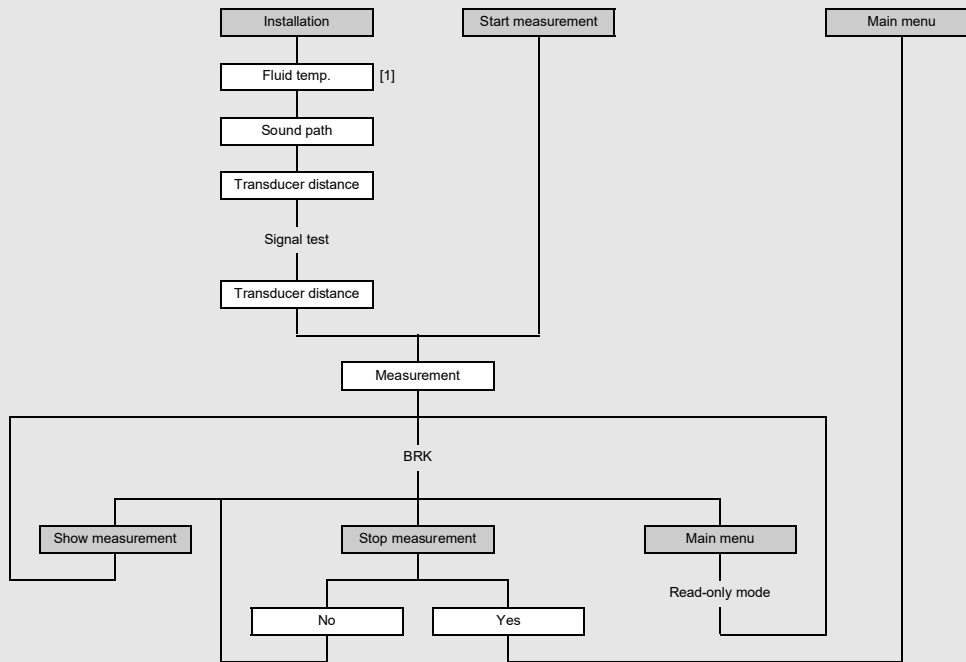 Installation
Start measurement
Main menu
Fluid temp.
[1]
Sound path
Transducer distance
Signal test
Transducer distance
Measurement
BRK
Show measurement
Stop measurement
Main menu
Read-only mode
No
Yes